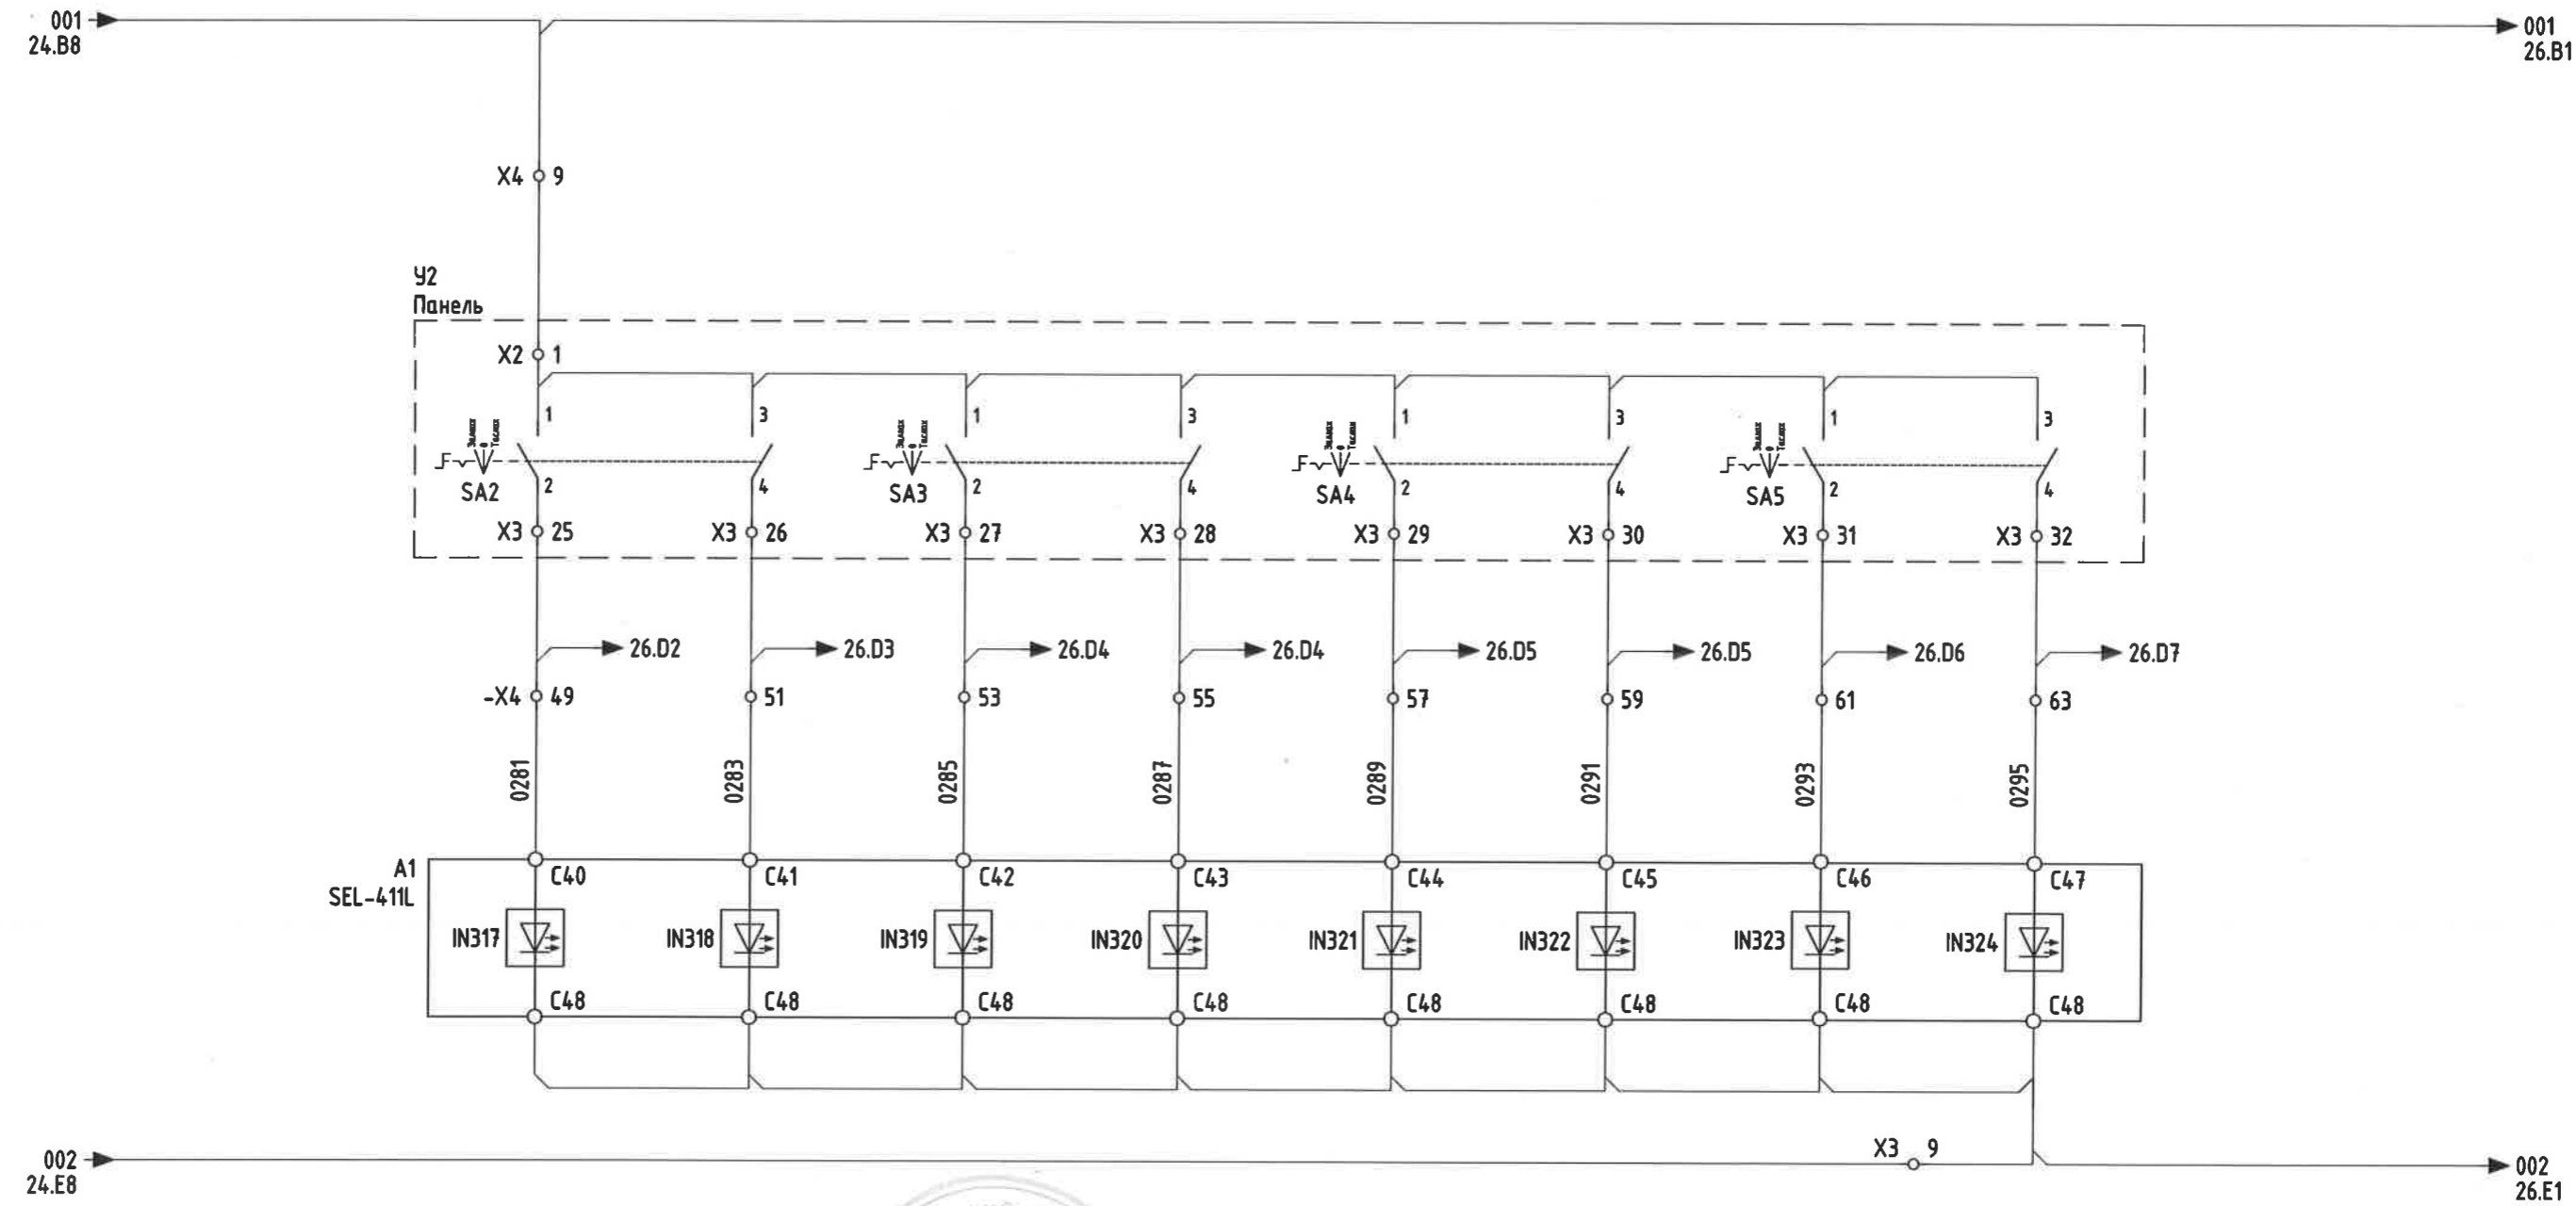 001
24.B8
001
26.B1
X4 9
У2
Панель
X2 1
1 3 1 3 1 3 1 3
SA2 2 4 SA3 2 4 SA4 2 4 SA5 2 4
X3 25 X3 26 X3 27 X3 28 X3 29 X3 30 X3 31 X3 32
26.D2 26.D3 26.D4 26.D4 26.D5 26.D5 26.D6 26.D7
-X4 49 51 53 55 57 59 61 63
0281 0283 0285 0287 0289 0291 0293 0295
A1
SEL-411L
C40 C41 C42 C43 C44 C45 C46 C47
IN317 IN318 IN319 IN320 IN321 IN322 IN323 IN324
C48 C48 C48 C48 C48 C48 C48 C48
X3 9
002
24.E8
002
26.E1